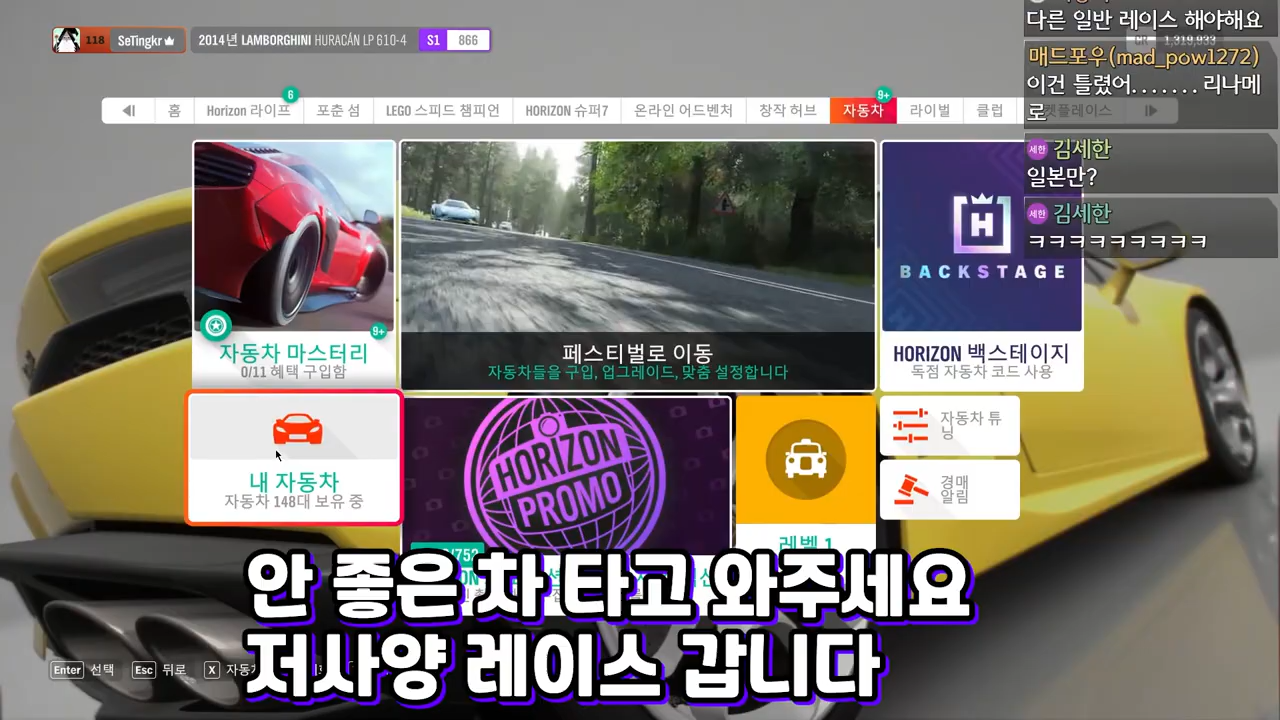 118 SeTingkr
2014년 LAMBORGHINI HURACÁN LP 610-4 S1 866
CR 1,319,933
다른 일반 레이스 해야해요
매드포우(mad_pow1272)
이건 틀렸어.......리나메
로
세한 김세한
일본만?
세한 김세한
ㅋㅋㅋㅋㅋㅋㅋㅋㅋ
홈
Horizon 라이프
6
포춘 섬
LEGO 스피드 챔피언
HORIZON 슈퍼7
온라인 어드벤처
창작 허브
자동차
9+
라이벌
클럽
자동차 마스터리
9+
0/11 혜택 구입함
페스티벌로 이동
자동차들을 구입, 업그레이드, 맞춤 설정합니다
H
BACKSTAGE
HORIZON 백스테이지
독점 자동차 코드 사용
내 자동차
자동차 148대 보유 중
HORIZON
PROMO
/752
레벨 1
자동차 튜
닝
경매
알림
안 좋은 차 타고 와주세요
저사양 레이스 갑니다
Enter 선택 Esc 뒤로 X